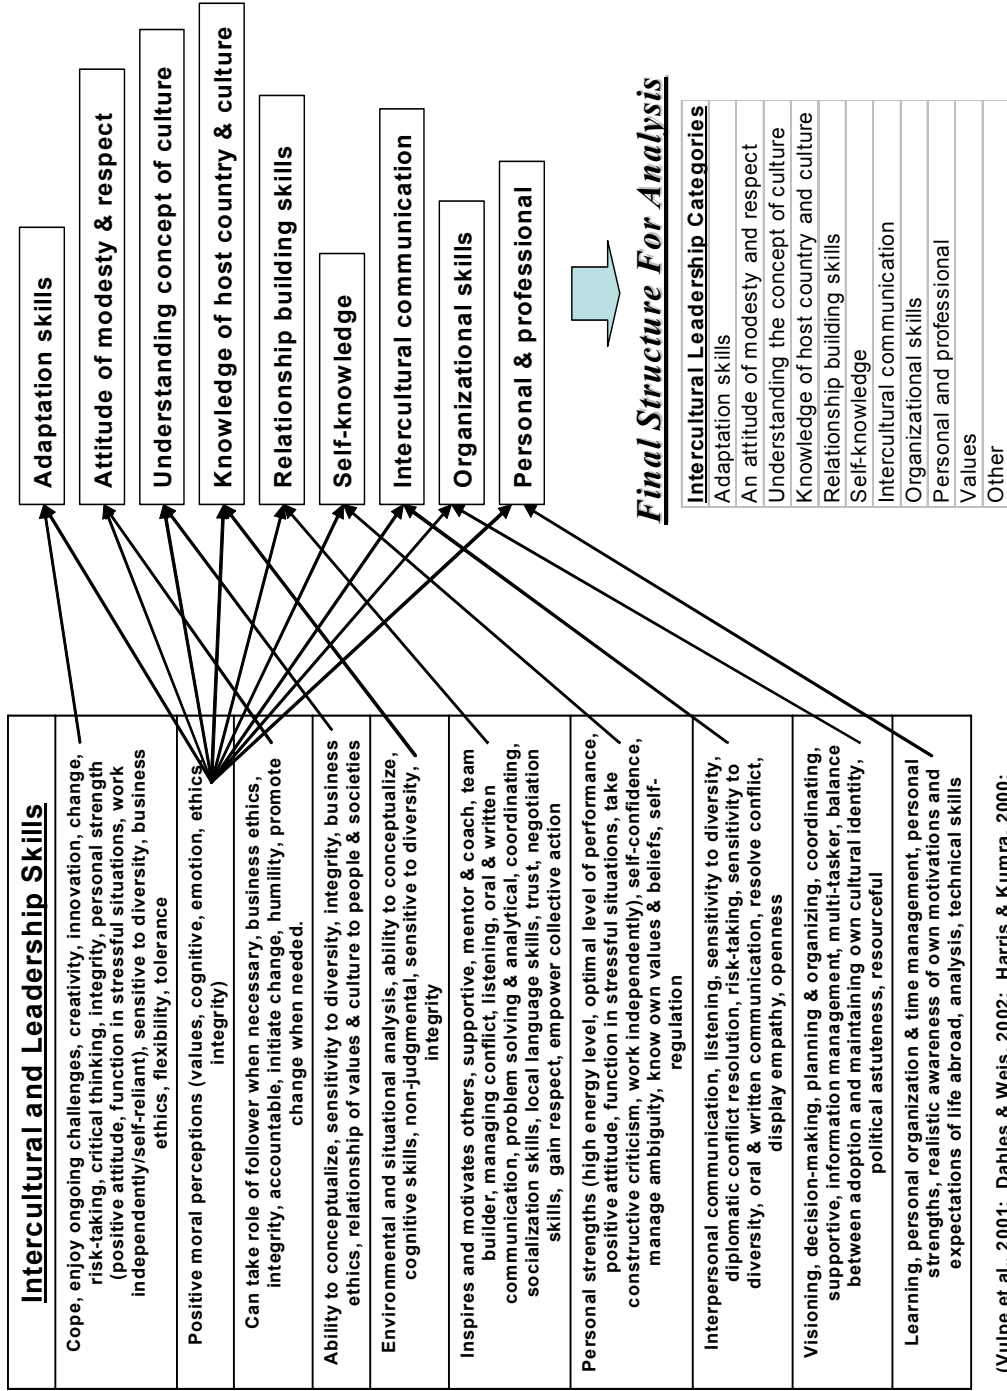 Intercultural and Leadership Skills
Cope, enjoy ongoing challenges, creativity, innovation, change,
risk-taking, critical thinking, integrity, personal strength
(positive attitude, function in stressful situations, work
independently/self-reliant), sensitive to diversity, business
ethics, flexibility, tolerance
Positive moral perceptions (values, cognitive, emotion, ethics,
integrity)
Can take role of follower when necessary, business ethics,
integrity, accountable, initiate change, humility, promote
change when needed.
Ability to conceptualize, sensitivity to diversity, integrity, business
ethics, relationship of values & culture to people & societies
Environmental and situational analysis, ability to conceptualize,
cognitive skills, non-judgmental, sensitive to diversity,
integrity
Inspires and motivates others, supportive, mentor & coach, team
builder, managing conflict, listening, oral & written
communication, problem solving & analytical, coordinating,
socialization skills, local language skills, trust, negotiation
skills, gain respect, empower collective action
Personal strengths (high energy level, optimal level of performance,
positive attitude, function in stressful situations, take
constructive criticism, work independently), self-confidence,
manage ambiguity, know own values & beliefs, self-
regulation
Interpersonal communication, listening, sensitivity to diversity,
diplomatic conflict resolution, risk-taking, sensitivity to
diversity, oral & written communication, resolve conflict,
display empathy, openness
Visioning, decision-making, planning & organizing, coordinating,
supportive, information management, multi-tasker, balance
between adoption and maintaining own cultural identity,
political astuteness, resourceful
Learning, personal organization & time management, personal
strengths, realistic awareness of own motivations and
expectations of life abroad, analysis, technical skills
(Vulpe et al., 2001; Dahles & Weis, 2002; Harris & Kumra, 2000;
Adaptation skills
Attitude of modesty & respect
Understanding concept of culture
Knowledge of host country & culture
Relationship building skills
Self-knowledge
Intercultural communication
Organizational skills
Personal & professional
Final Structure For Analysis
Intercultural Leadership Categories
Adaption skills
An attitude of modesty and respect
Understanding the concept of culture
Knowledge of host country and culture
Relationship building skills
Self-knowledge
Intercultural communication
Organizational skills
Personal and professional
Values
Other